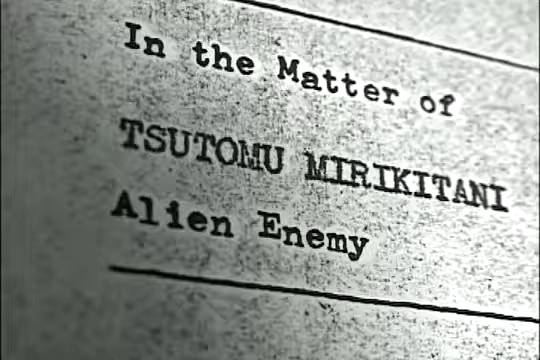 In the Matter of
TSUTOMU MIRIKITANI
Alien Enemy